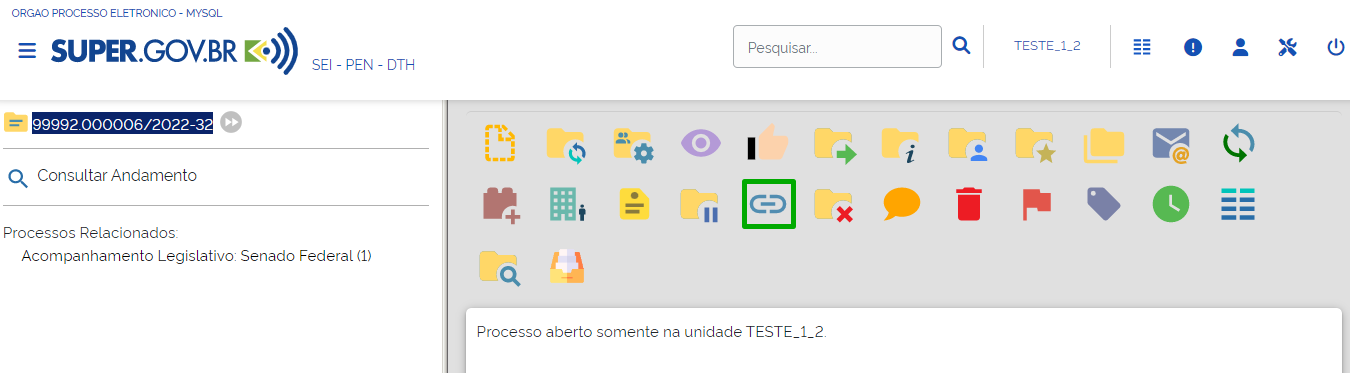 ORGAO PROCESSO ELETRONICO - MYSQL
SUPER.GOV.BR
SEI - PEN - DTH
Pesquisar...
TESTE_1_2
99992.000006/2022-32
Consultar Andamento
Processos Relacionados:
Acompanhamento Legislativo: Senado Federal (1)
Processo aberto somente na unidade TESTE_1_2.